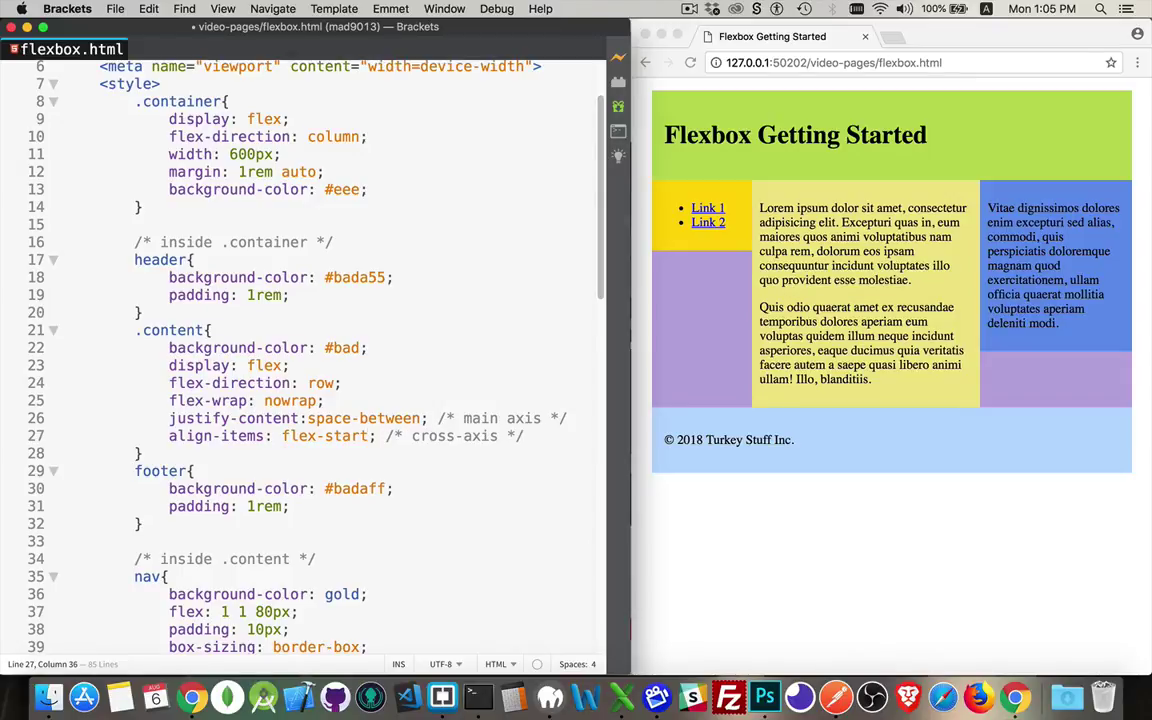 Brackets File Edit Find View Navigate Template Emmet Window Debug Help 100% Mon 1:05 PM
• video-pages/flexbox.html (mad9013) — Brackets
flexbox.html
6 <meta name="viewport" content="width=device-width">
7 <style>
8 .container{
9 display: flex;
10 flex-direction: column;
11 width: 600px;
12 margin: 1rem auto;
13 background-color: #eee;
14 }
15
16 /* inside .container */
17 header{
18 background-color: #bada55;
19 padding: 1rem;
20 }
21 .content{
22 background-color: #bad;
23 display: flex;
24 flex-direction: row;
25 flex-wrap: nowrap;
26 justify-content:space-between; /* main axis */
27 align-items: flex-start; /* cross-axis */
28 }
29 footer{
30 background-color: #badaff;
31 padding: 1rem;
32 }
33
34 /* inside .content */
35 nav{
36 background-color: gold;
37 flex: 1 1 80px;
38 padding: 10px;
39 box-sizing: border-box;
Line 27, Column 36 — 85 Lines
INS UTF-8 HTML Spaces: 4
Flexbox Getting Started
127.0.0.1:50202/video-pages/flexbox.html
Flexbox Getting Started
Link 1
Link 2
Lorem ipsum dolor sit amet, consectetur
adipisicing elit. Excepturi quas in, eum
maiores quos animi voluptatibus nam
culpa rem, dolorum eos ipsam
consequuntur incidunt voluptates illo
quo provident esse molestiae.
Quis odio quaerat amet ex recusandae
temporibus dolores aperiam eum
voluptas quidem illum neque incidunt
asperiores, eaque ducimus quia veritatis
facere autem a saepe quasi libero animi
ullam! Illo, blanditiis.
Vitae dignissimos dolores
enim excepturi sed alias,
commodi, quis
perspiciatis doloremque
magnam quod
exercitationem, ullam
officia quaerat mollitia
voluptates aperiam
deleniti modi.
© 2018 Turkey Stuff Inc.
AUG
6